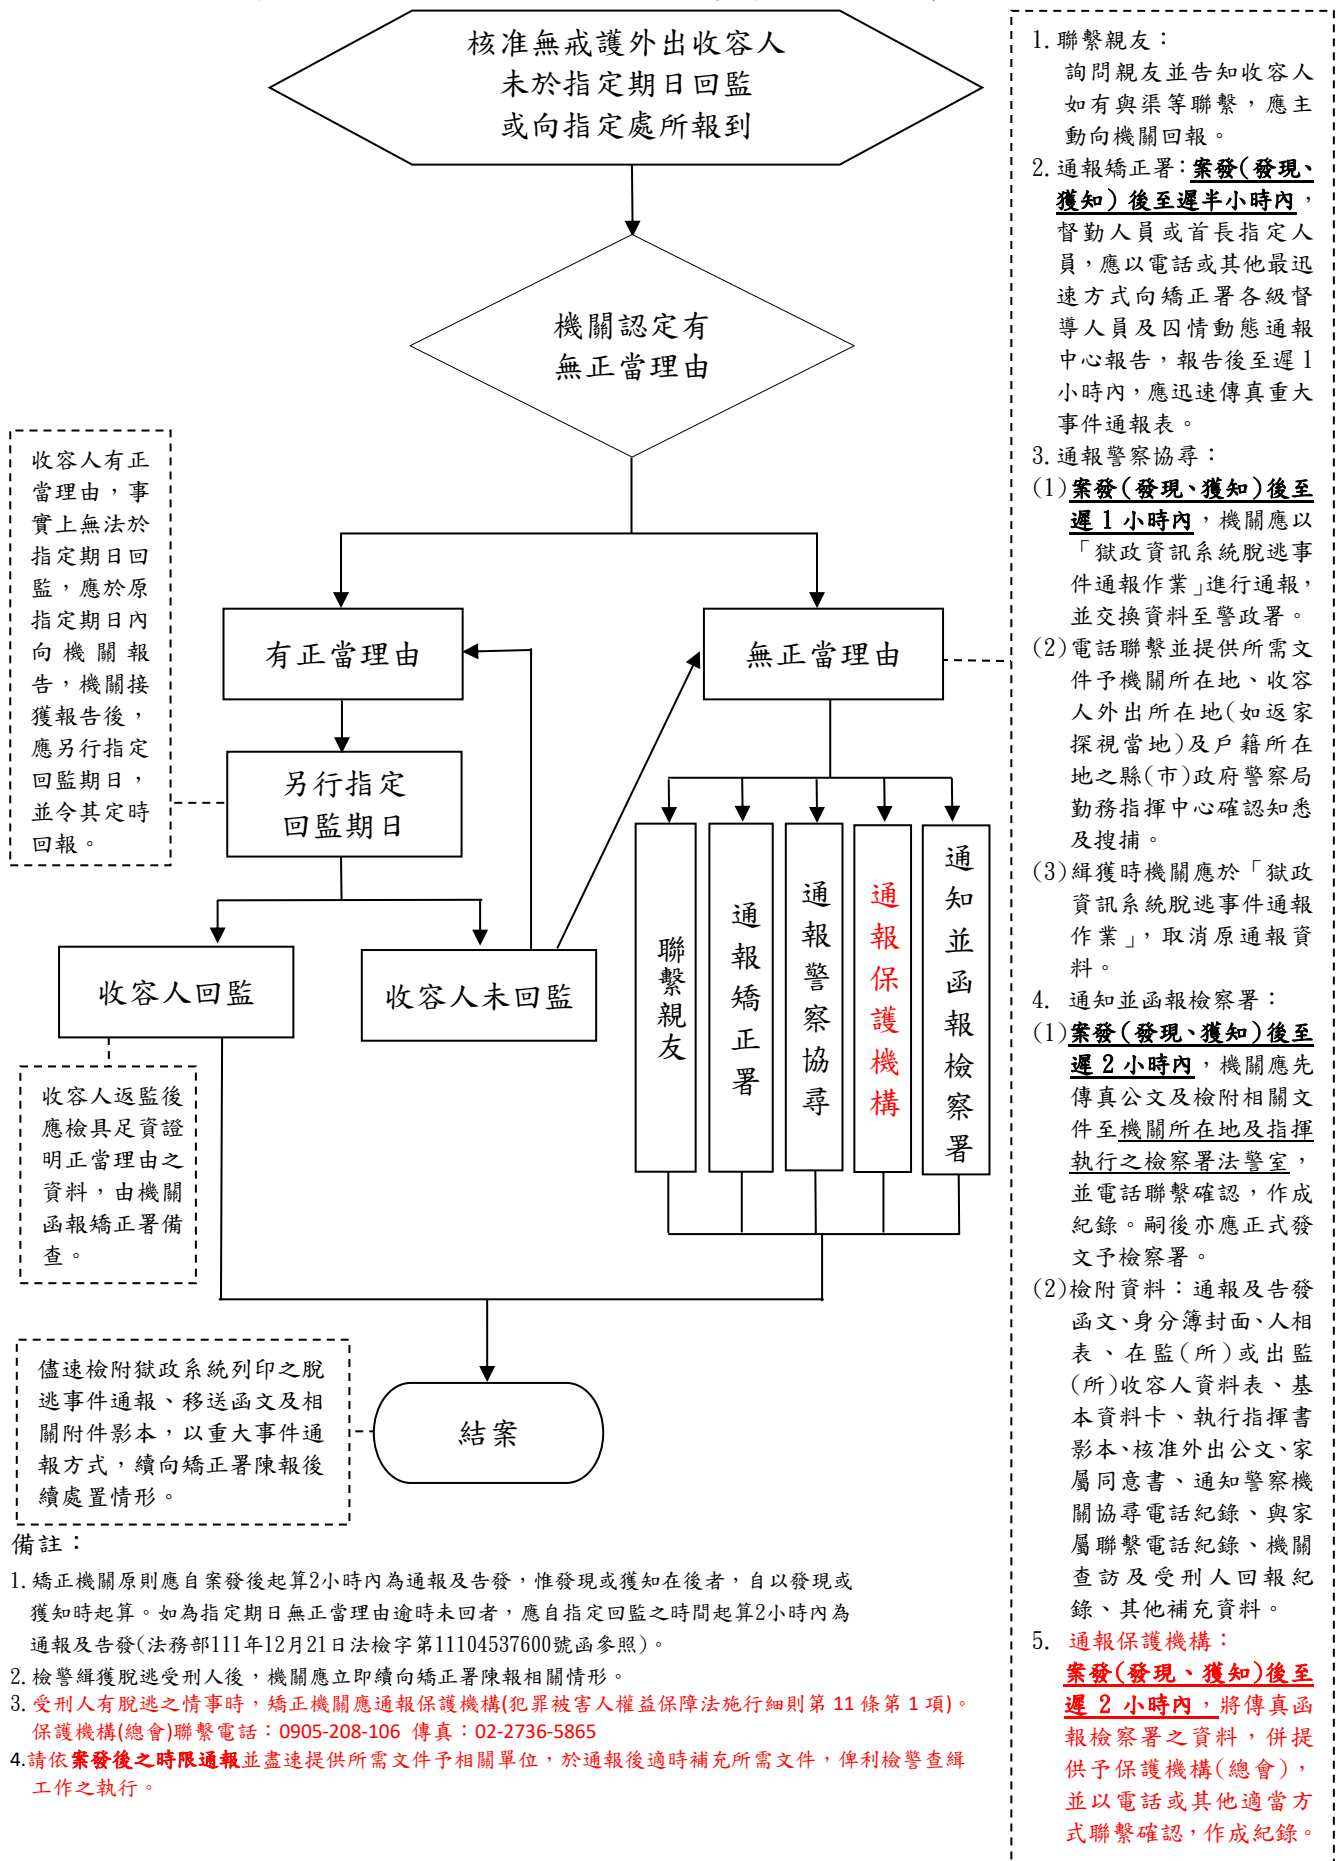 核准無戒護外出收容人
未於指定期日回監
或向指定處所報到
機關認定有
無正當理由
收容人有正
當理由，事
實上無法於
指定期日回
監，應於原
指定期日內
向機關報
告，機關接
獲報告後，
應另行指定
回監期日，
並令其定時
回報。
有正當理由
無正當理由
另行指定
回監期日
收容人回監
收容人未回監
聯繫親友
通報矯正署
通報警察協尋
通報保護機構
通知並函報檢察署
收容人返監後
應檢具足資證
明正當理由之
資料，由機關
函報矯正署備
查。
儘速檢附獄政系統列印之脫
逃事件通報、移送函文及相
關附件影本，以重大事件通
報方式，續向矯正署陳報後
續處置情形。
結案
備註：
1.矯正機關原則應自案發後起算2小時內為通報及告發，惟發現或獲知在後者，自以發現或
獲知時起算。如為指定期日無正當理由逾時未回者，應自指定回監之時間起算2小時內為
通報及告發(法務部111年12月21日法檢字第11104537600號函參照)。
2.檢警緝獲脫逃受刑人後，機關應立即續向矯正署陳報相關情形。
3.受刑人有脫逃之情事時，矯正機關應通報保護機構(犯罪被害人權益保障法施行細則第 11 條第 1 項)。
保護機構(總會)聯繫電話：0905-208-106 傳真：02-2736-5865
4.請依案發後之時限通報並盡速提供所需文件予相關單位，於通報後適時補充所需文件，俾利檢警查緝
工作之執行。
1.聯繫親友：
詢問親友並告知收容人
如有與渠等聯繫，應主
動向機關回報。
2.通報矯正署：案發(發現、
獲知)後至遲半小時內，
督勤人員或首長指定人
員，應以電話或其他最迅
速方式向矯正署各級督
導人員及囚情動態通報
中心報告，報告後至遲 1
小時內，應迅速傳真重大
事件通報表。
3.通報警察協尋：
(1)案發(發現、獲知)後至
遲 1 小時內，機關應以
「獄政資訊系統脫逃事
件通報作業」進行通報，
並交換資料至警政署。
(2)電話聯繫並提供所需文
件予機關所在地、收容
人外出所在地(如返家
探視當地)及戶籍所在
地之縣(市)政府警察局
勤務指揮中心確認知悉
及搜捕。
(3)緝獲時機關應於「獄政
資訊系統脫逃事件通報
作業」，取消原通報資
料。
4. 通知並函報檢察署：
(1)案發(發現、獲知)後至
遲 2 小時內，機關應先
傳真公文及檢附相關文
件至機關所在地及指揮
執行之檢察署法警室，
並電話聯繫確認，作成
紀錄。嗣後亦應正式發
文予檢察署。
(2)檢附資料：通報及告發
函文、身分簿封面、人相
表、在監(所)或出監
(所)收容人資料表、基
本資料卡、執行指揮書
影本、核准外出公文、家
屬同意書、通知警察機
關協尋電話紀錄、與家
屬聯繫電話紀錄、機關
查訪及受刑人回報紀
錄、其他補充資料。
5. 通報保護機構：
案發(發現、獲知)後至
遲 2 小時內，將傳真函
報檢察署之資料，併提
供予保護機構(總會)，
並以電話或其他適當方
式聯繫確認，作成紀錄。